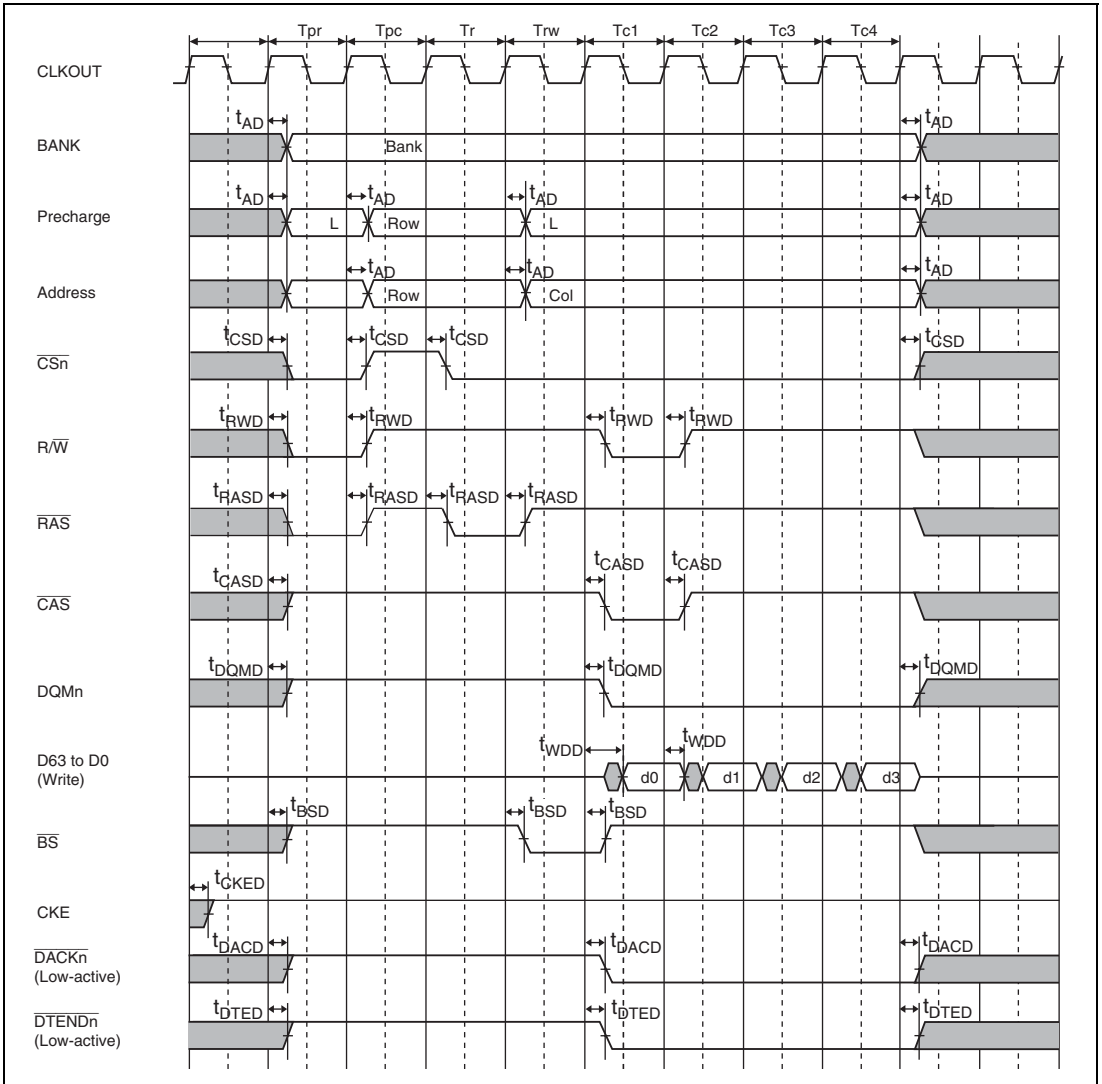 Tpr Tpc Tr Trw Tc1 Tc2 Tc3 Tc4
CLKOUT
tAD tAD
BANK Bank
tAD tAD tAD tAD
Precharge L Row L
tAD tAD tAD
Address Row Col
tCSD tCSD tCSD tCSD
CSn
tRWD tRWD tRWD tRWD
R/W
tRASD tRASD tRASD tRASD
RAS
tCASD tCASD tCASD
CAS
tDQMD tDQMD tDQMD
DQMn
tWDD tWDD
D63 to D0
(Write) d0 d1 d2 d3
tBSD tBSD tBSD
BS
tCKED
CKE
tDACD tDACD tDACD
DACKn
(Low-active)
tDTED tDTED tDTED
DTENDn
(Low-active)